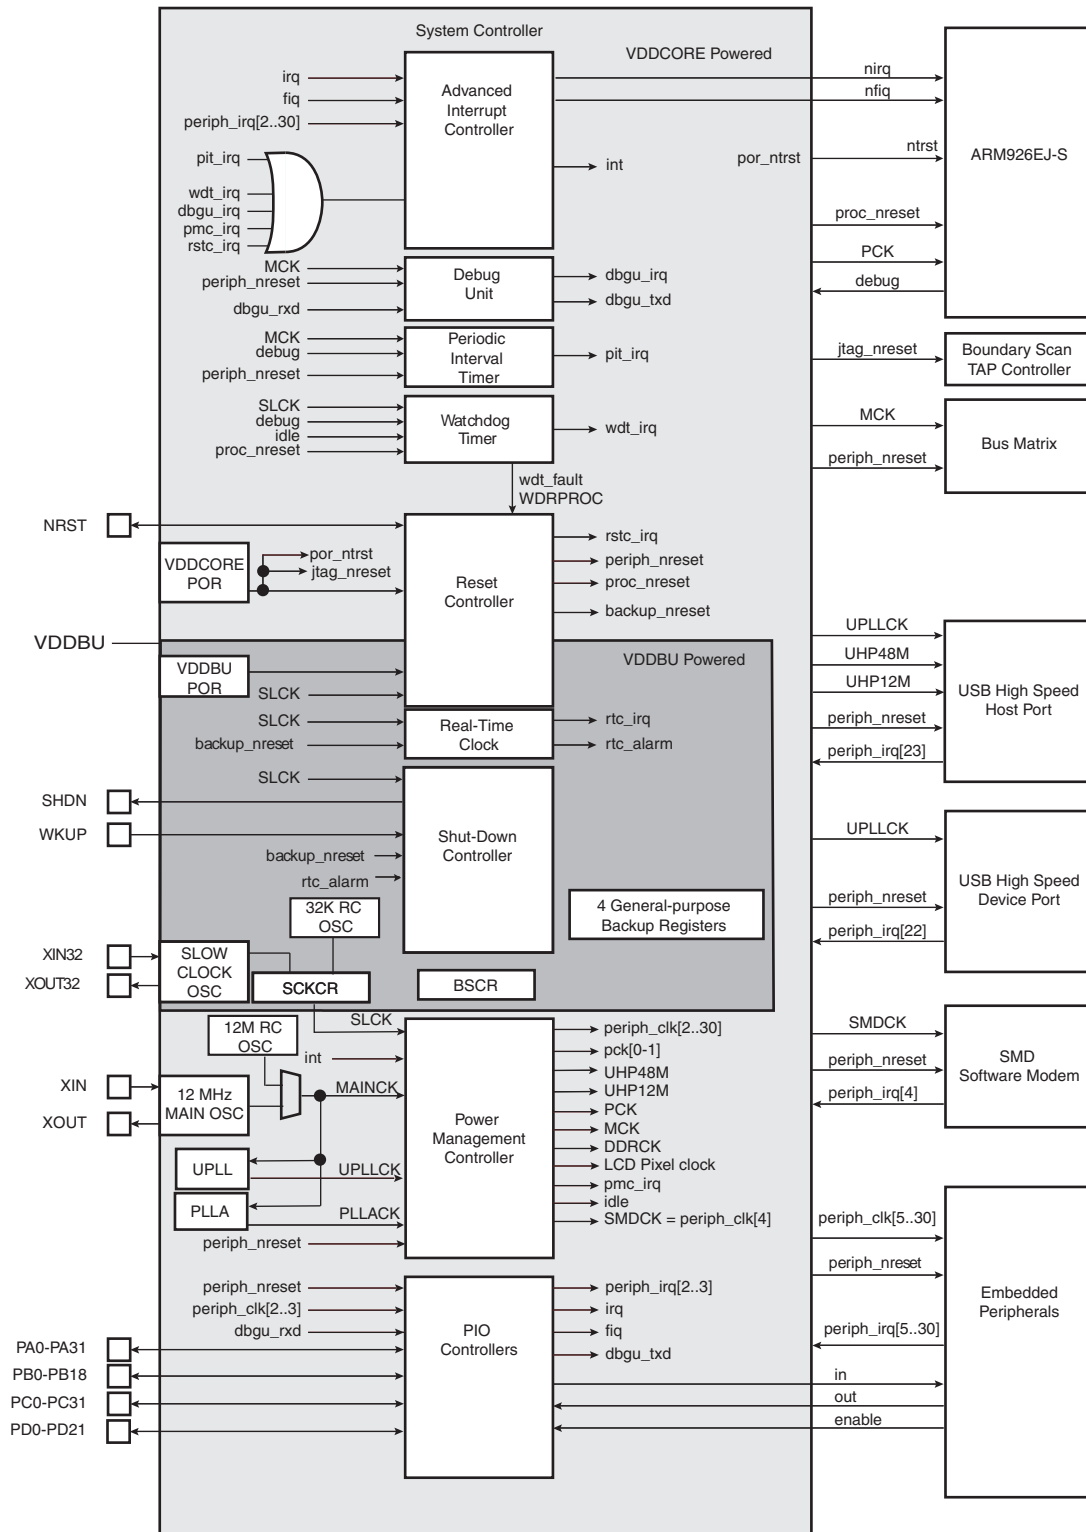 System Controller
VDDCORE Powered
irq
fiq
periph_irq[2..30]
pit_irq
wdt_irq
dbgu_irq
pmc_irq
rstc_irq
Advanced
Interrupt
Controller
int
nirq
nfiq
por_ntrst
ntrst
proc_nreset
PCK
debug
ARM926EJ-S
MCK
periph_nreset
dbgu_rxd
Debug
Unit
dbgu_irq
dbgu_txd
MCK
debug
periph_nreset
Periodic
Interval
Timer
pit_irq
jtag_nreset
Boundary Scan
TAP Controller
SLCK
debug
idle
proc_nreset
Watchdog
Timer
wdt_irq
MCK
periph_nreset
Bus Matrix
wdt_fault
WDRPROC
NRST
VDDCORE
POR
por_ntrst
jtag_nreset
Reset
Controller
rstc_irq
periph_nreset
proc_nreset
backup_nreset
VDDBU
VDDBU Powered
VDDBU
POR
SLCK
UPLLCK
UHP48M
UHP12M
periph_nreset
periph_irq[23]
USB High Speed
Host Port
SLCK
backup_nreset
Real-Time
Clock
rtc_irq
rtc_alarm
SLCK
SHDN
WKUP
backup_nreset
rtc_alarm
Shut-Down
Controller
4 General-purpose
Backup Registers
UPLLCK
periph_nreset
periph_irq[22]
USB High Speed
Device Port
32K RC
OSC
XIN32
XOUT32
SLOW
CLOCK
OSC
SCKCR
BSCR
SLCK
12M RC
OSC
int
XIN
XOUT
12 MHz
MAIN OSC
MAINCK
UPLL
UPLLCK
PLLA
PLLACK
periph_nreset
Power
Management
Controller
periph_clk[2..30]
pck[0-1]
UHP48M
UHP12M
PCK
MCK
DDRCK
LCD Pixel clock
pmc_irq
idle
SMDCK = periph_clk[4]
SMDCK
periph_nreset
periph_irq[4]
SMD
Software Modem
periph_nreset
periph_clk[2..3]
dbgu_rxd
PA0-PA31
PB0-PB18
PC0-PC31
PD0-PD21
PIO
Controllers
periph_irq[2..3]
irq
fiq
dbgu_txd
periph_clk[5..30]
periph_nreset
periph_irq[5..30]
in
out
enable
Embedded
Peripherals